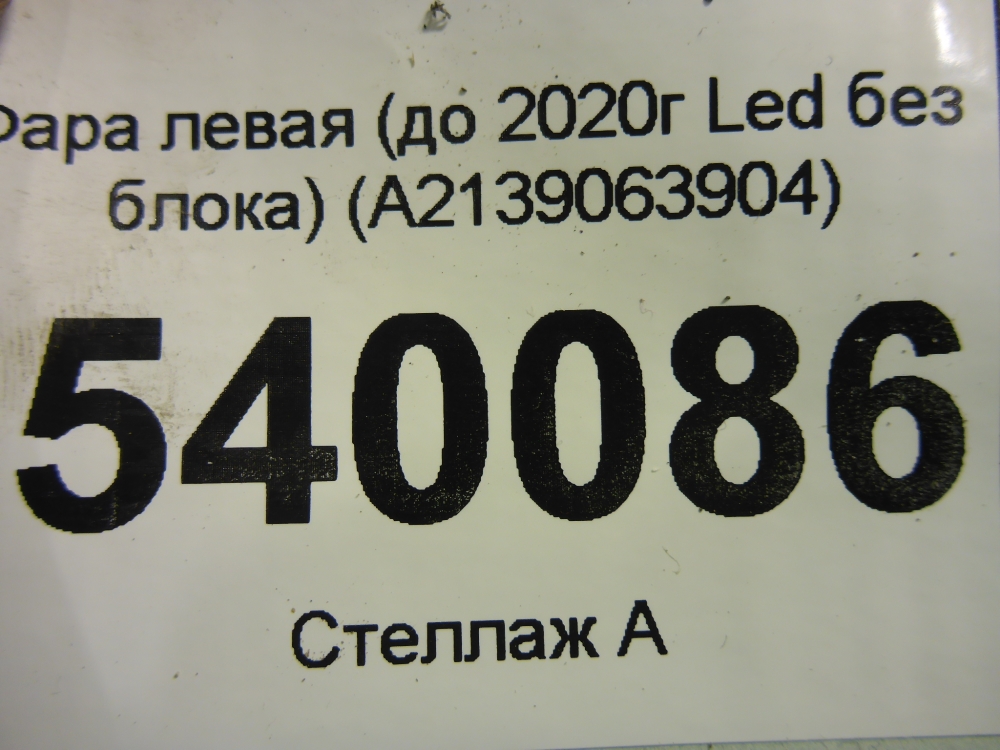 Фара левая (до 2020г Led без
блока) (A2139063904)
540086
Стеллаж А